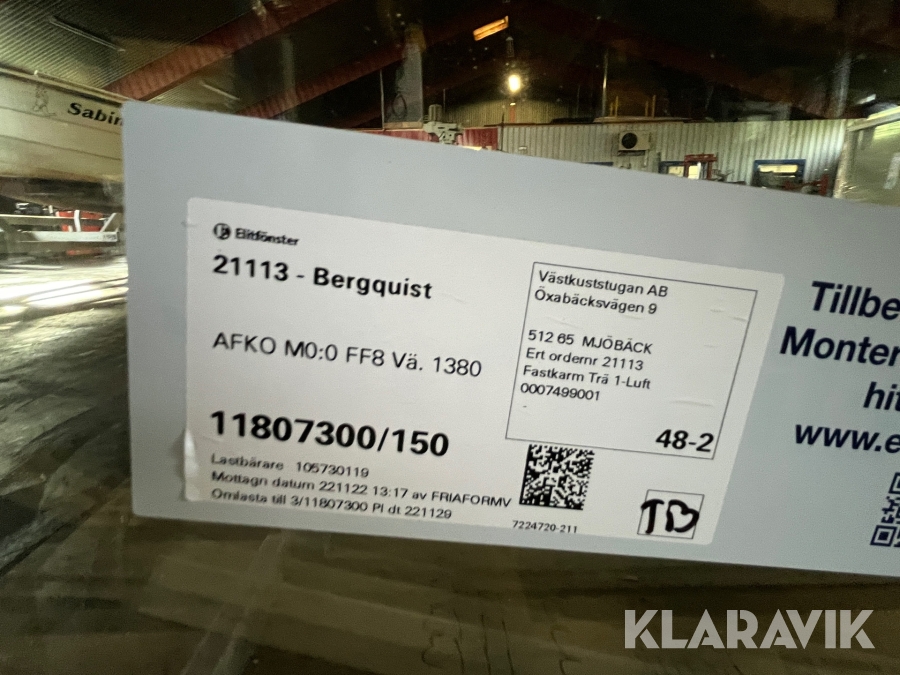 Sabin
Elitfönster
21113 - Bergquist
AFKO M0:0 FF8 Vä. 1380
11807300/150
Lastbärare 105730119
Mottagn datum 221122 13:17 av FRIAFORMV
Omlasta till 3/11807300 Pl dt 221129
Västkuststugan AB
Öxabäcksvägen 9
512 65 MJÖBÄCK
Ert ordernr 21113
Fastkarm Trä 1-Luft
0007499001
48-2
7224720-211
TB
Tillbe
Monter
hit
www.e
KLARAVIK